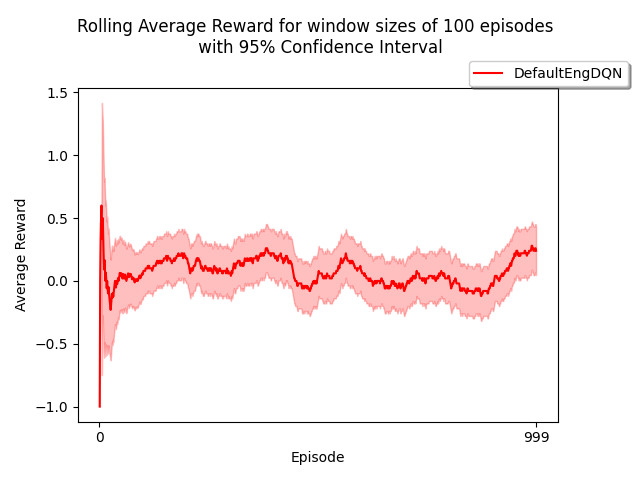 Rolling Average Reward for window sizes of 100 episodes
with 95% Confidence Interval
DefaultEngDQN
1.5
1.0
0.5
0.0
−0.5
−1.0
Average Reward
0
999
Episode